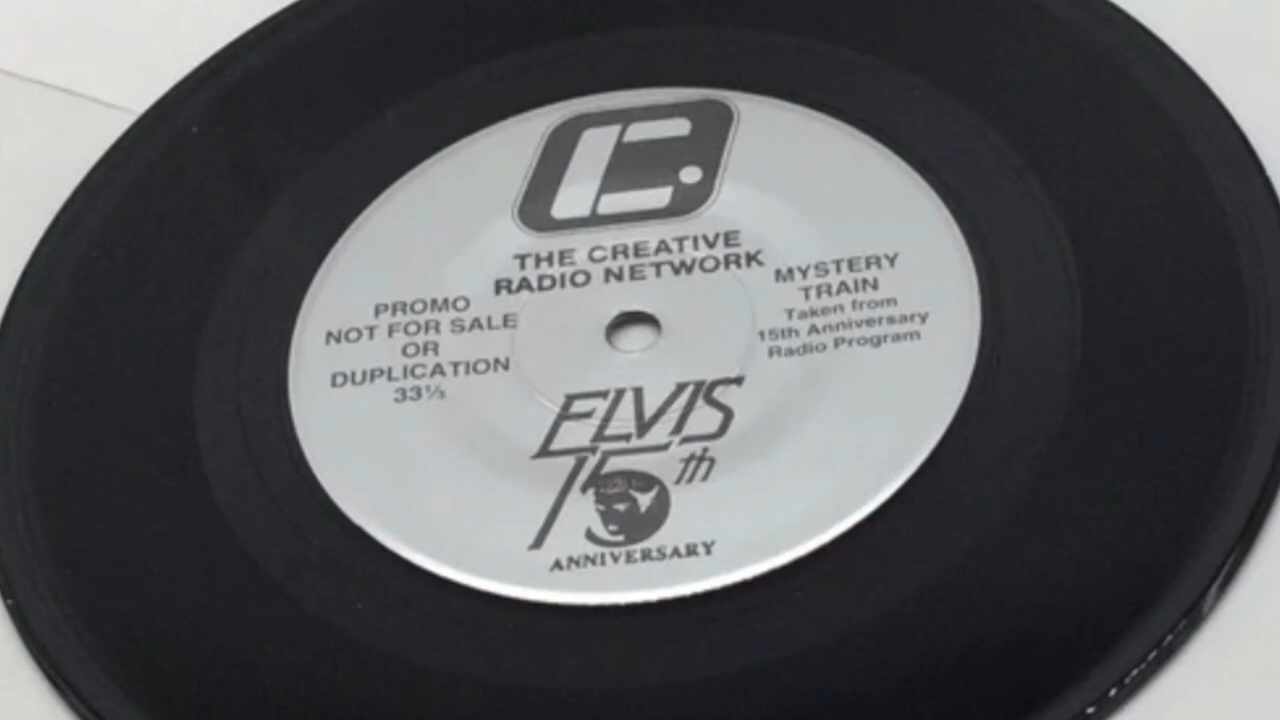 THE CREATIVE
RADIO NETWORK
PROMO
NOT FOR SALE
OR
DUPLICATION
33⅓
MYSTERY
TRAIN
Taken from
15th Anniversary
Radio Program
ELVIS
15th
ANNIVERSARY